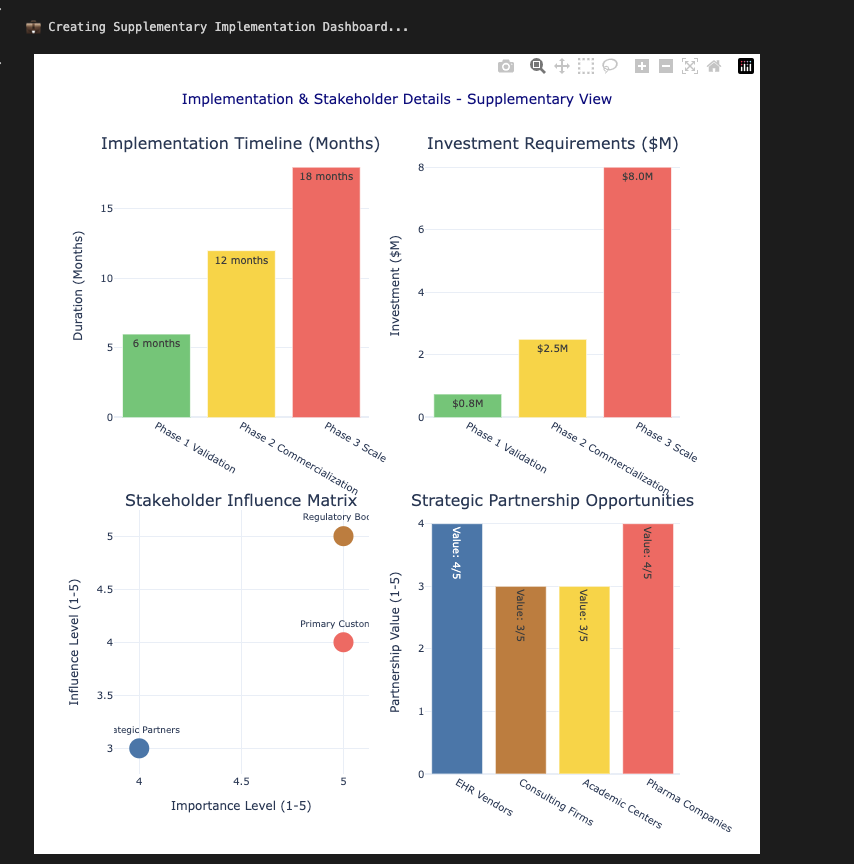 💼 Creating Supplementary Implementation Dashboard...
Implementation & Stakeholder Details - Supplementary View
Implementation Timeline (Months)
Duration (Months)
15
10
5
0
6 months
12 months
18 months
Phase 1 Validation
Phase 2 Commercialization
Phase 3 Scale
Investment Requirements ($M)
Investment ($M)
8
6
4
2
0
$0.8M
$2.5M
$8.0M
Phase 1 Validation
Phase 2 Commercialization
Phase 3 Scale
Stakeholder Influence Matrix
Influence Level (1-5)
5
4.5
4
3.5
3
Regulatory Boc
Primary Custon
ategic Partners
4
4.5
5
Importance Level (1-5)
Strategic Partnership Opportunities
Partnership Value (1-5)
4
3
2
1
0
Value: 4/5
Value: 3/5
Value: 3/5
Value: 4/5
EHR Vendors
Consulting Firms
Academic Centers
Pharma Companies